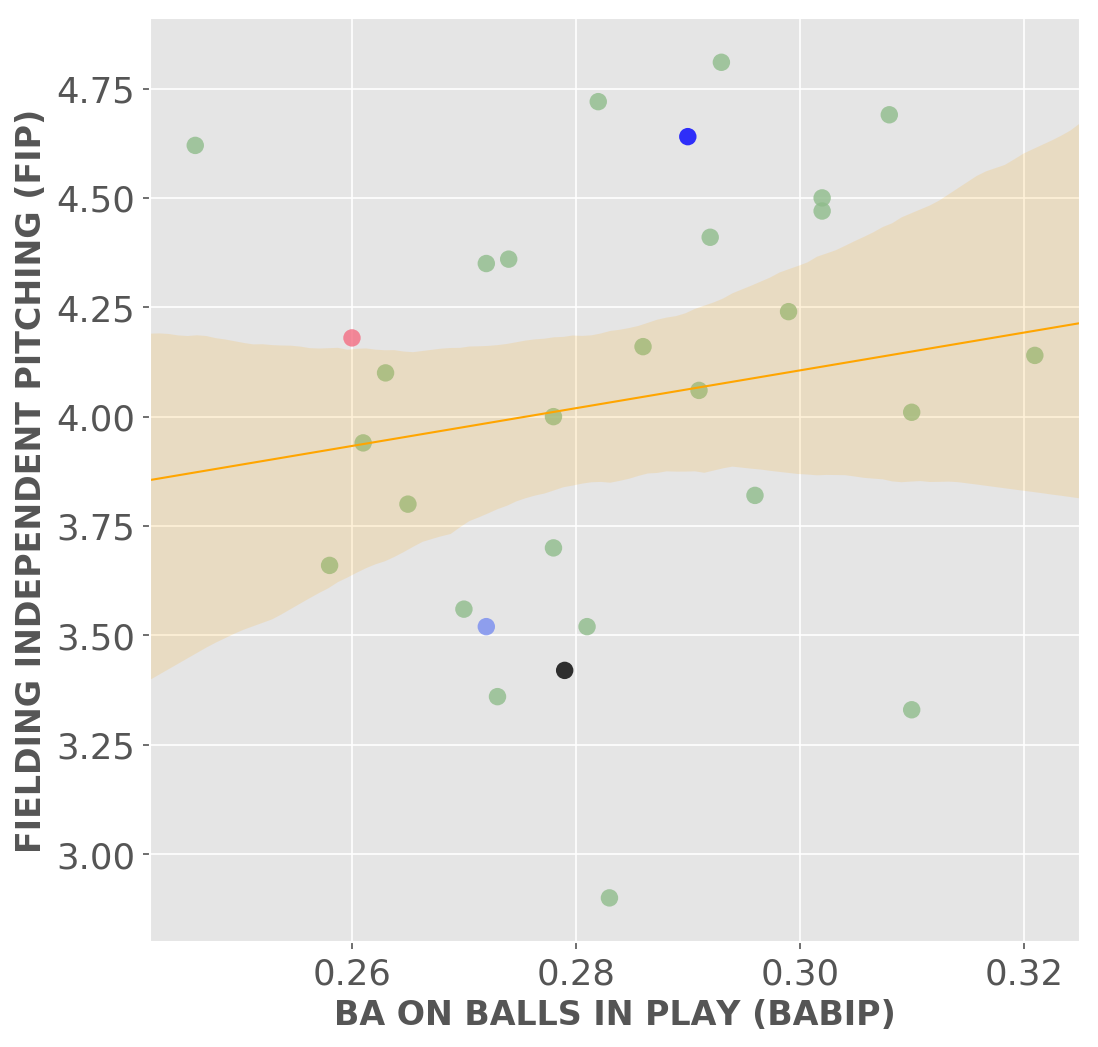 FIELDING INDEPENDENT PITCHING (FIP)
4.75
4.50
4.25
4.00
3.75
3.50
3.25
3.00
0.26 0.28 0.30 0.32
BA ON BALLS IN PLAY (BABIP)